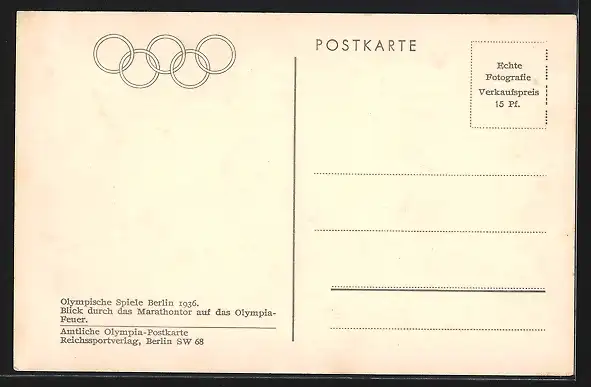 POSTKARTE
Echte
Fotografie
Verkaufspreis
15 Pf.
Olympische Spiele Berlin 1936.
Blick durch das Marathontor auf das Olympia-
Feuer.
Amtliche Olympia-Postkarte
Reichssportverlag, Berlin SW 68